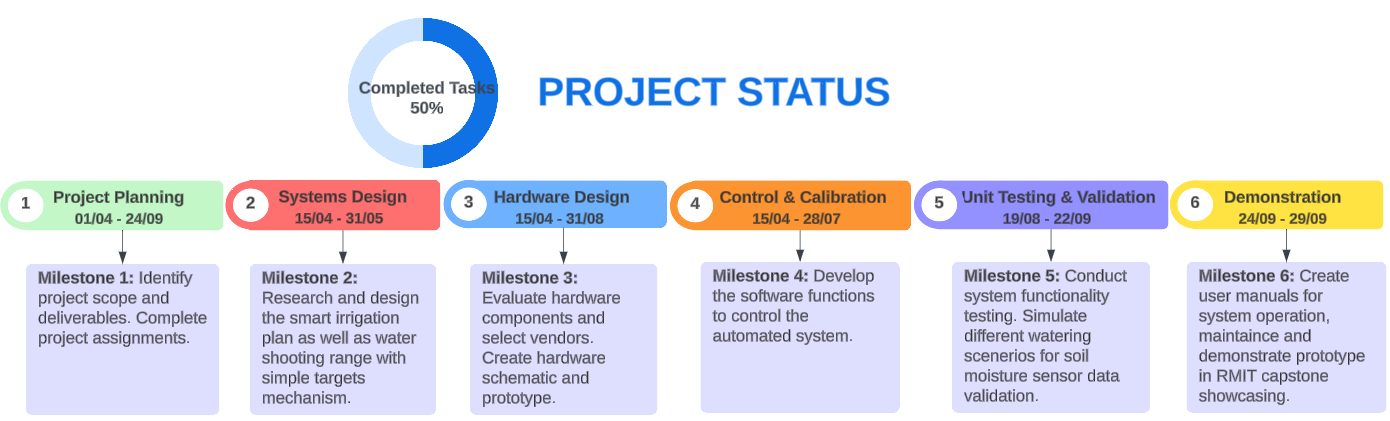 Completed Tasks
50%
PROJECT STATUS
1
Project Planning
01/04 - 24/09
2
Systems Design
15/04 - 31/05
3
Hardware Design
15/04 - 31/08
4
Control & Calibration
15/04 - 28/07
5
Unit Testing & Validation
19/08 - 22/09
6
Demonstration
24/09 - 29/09
Milestone 1: Identify
project scope and
deliverables. Complete
project assignments.
Milestone 2:
Research and design
the smart irrigation
plan as well as water
shooting range with
simple targets
mechanism.
Milestone 3:
Evaluate hardware
components and
select vendors.
Create hardware
schematic and
prototype.
Milestone 4: Develop
the software functions
to control the
automated system.
Milestone 5: Conduct
system functionality
testing. Simulate
different watering
scenerios for soil
moisture sensor data
validation.
Milestone 6: Create
user manuals for
system operation,
maintaince and
demonstrate prototype
in RMIT capstone
showcasing.